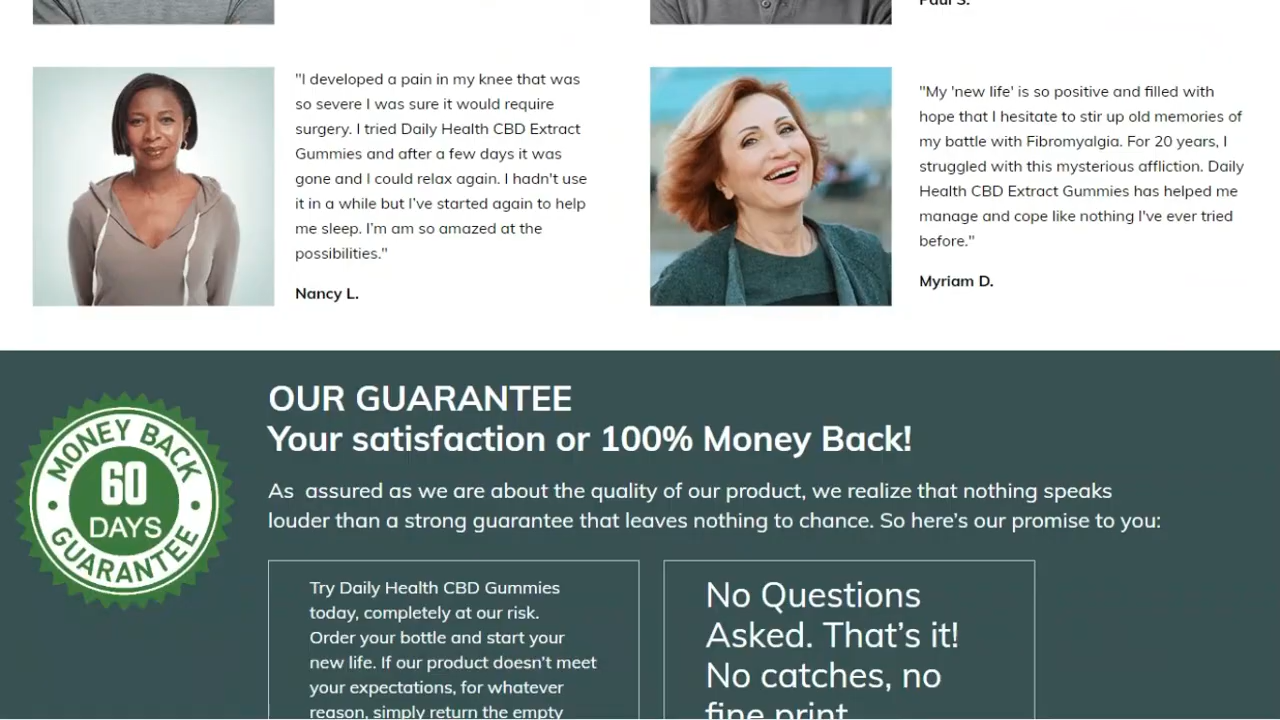 Paul S.
"I developed a pain in my knee that was
so severe I was sure it would require
surgery. I tried Daily Health CBD Extract
Gummies and after a few days it was
gone and I could relax again. I hadn't use
it in a while but I've started again to help
me sleep. I'm am so amazed at the
possibilities."
Nancy L.
"My 'new life' is so positive and filled with
hope that I hesitate to stir up old memories of
my battle with Fibromyalgia. For 20 years, I
struggled with this mysterious affliction. Daily
Health CBD Extract Gummies has helped me
manage and cope like nothing I've ever tried
before."
Myriam D.
MONEY BACK
60
DAYS
GUARANTEE
OUR GUARANTEE
Your satisfaction or 100% Money Back!
As assured as we are about the quality of our product, we realize that nothing speaks
louder than a strong guarantee that leaves nothing to chance. So here's our promise to you:
Try Daily Health CBD Gummies
today, completely at our risk.
Order your bottle and start your
new life. If our product doesn't meet
your expectations, for whatever
reason, simply return the empty
No Questions
Asked. That's it!
No catches, no
fine print